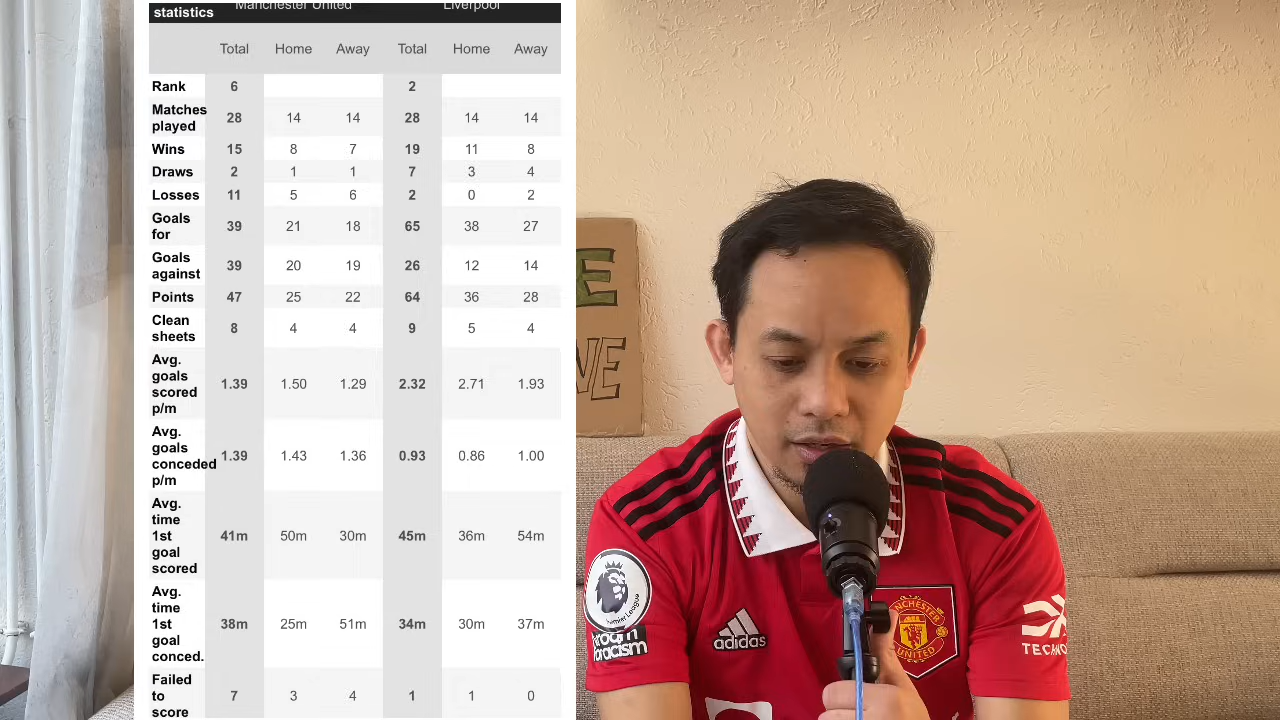 statistics Manchester United Liverpool
Total Home Away Total Home Away
Rank 6 2
Matches played 28 14 14 28 14 14
Wins 15 8 7 19 11 8
Draws 2 1 1 7 3 4
Losses 11 5 6 2 0 2
Goals for 39 21 18 65 38 27
Goals against 39 20 19 26 12 14
Points 47 25 22 64 36 28
Clean sheets 8 4 4 9 5 4
Avg. goals scored p/m 1.39 1.50 1.29 2.32 2.71 1.93
Avg. goals conceded p/m 1.39 1.43 1.36 0.93 0.86 1.00
Avg. time 1st goal scored 41m 50m 30m 45m 36m 54m
Avg. time 1st goal conced. 38m 25m 51m 34m 30m 37m
Failed to score 7 3 4 1 1 0
adidas
MANCHESTER
UNITED
Premier League
room
racism